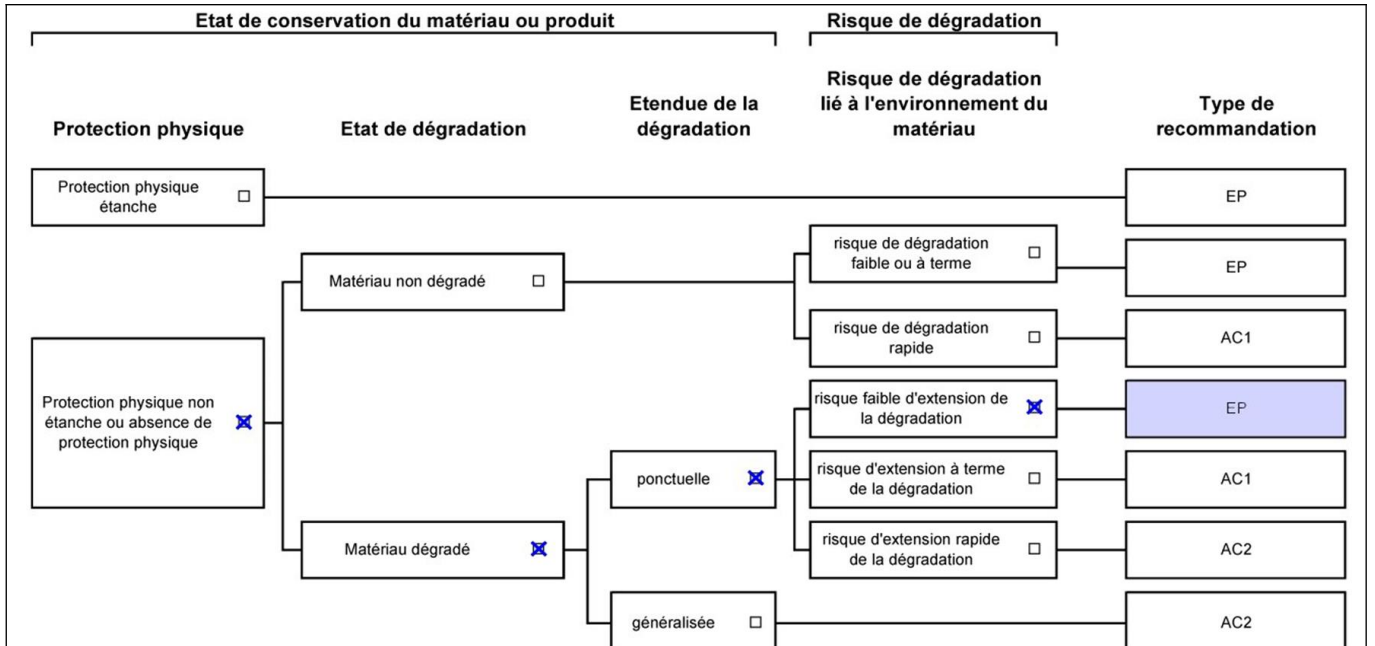 Etat de conservation du matériau ou produit
Risque de dégradation
Protection physique
Etat de dégradation
Etendue de la
dégradation
Risque de dégradation
lié à l'environnement du
matériau
Type de
recommandation
Protection physique
étanche
EP
risque de dégradation
faible ou à terme
EP
Matériau non dégradé
risque de dégradation
rapide
AC1
Protection physique non
étanche ou absence de
protection physique
risque faible d'extension de
la dégradation
EP
ponctuelle
risque d'extension à terme
de la dégradation
AC1
Matériau dégradé
risque d'extension rapide
de la dégradation
AC2
généralisée
AC2